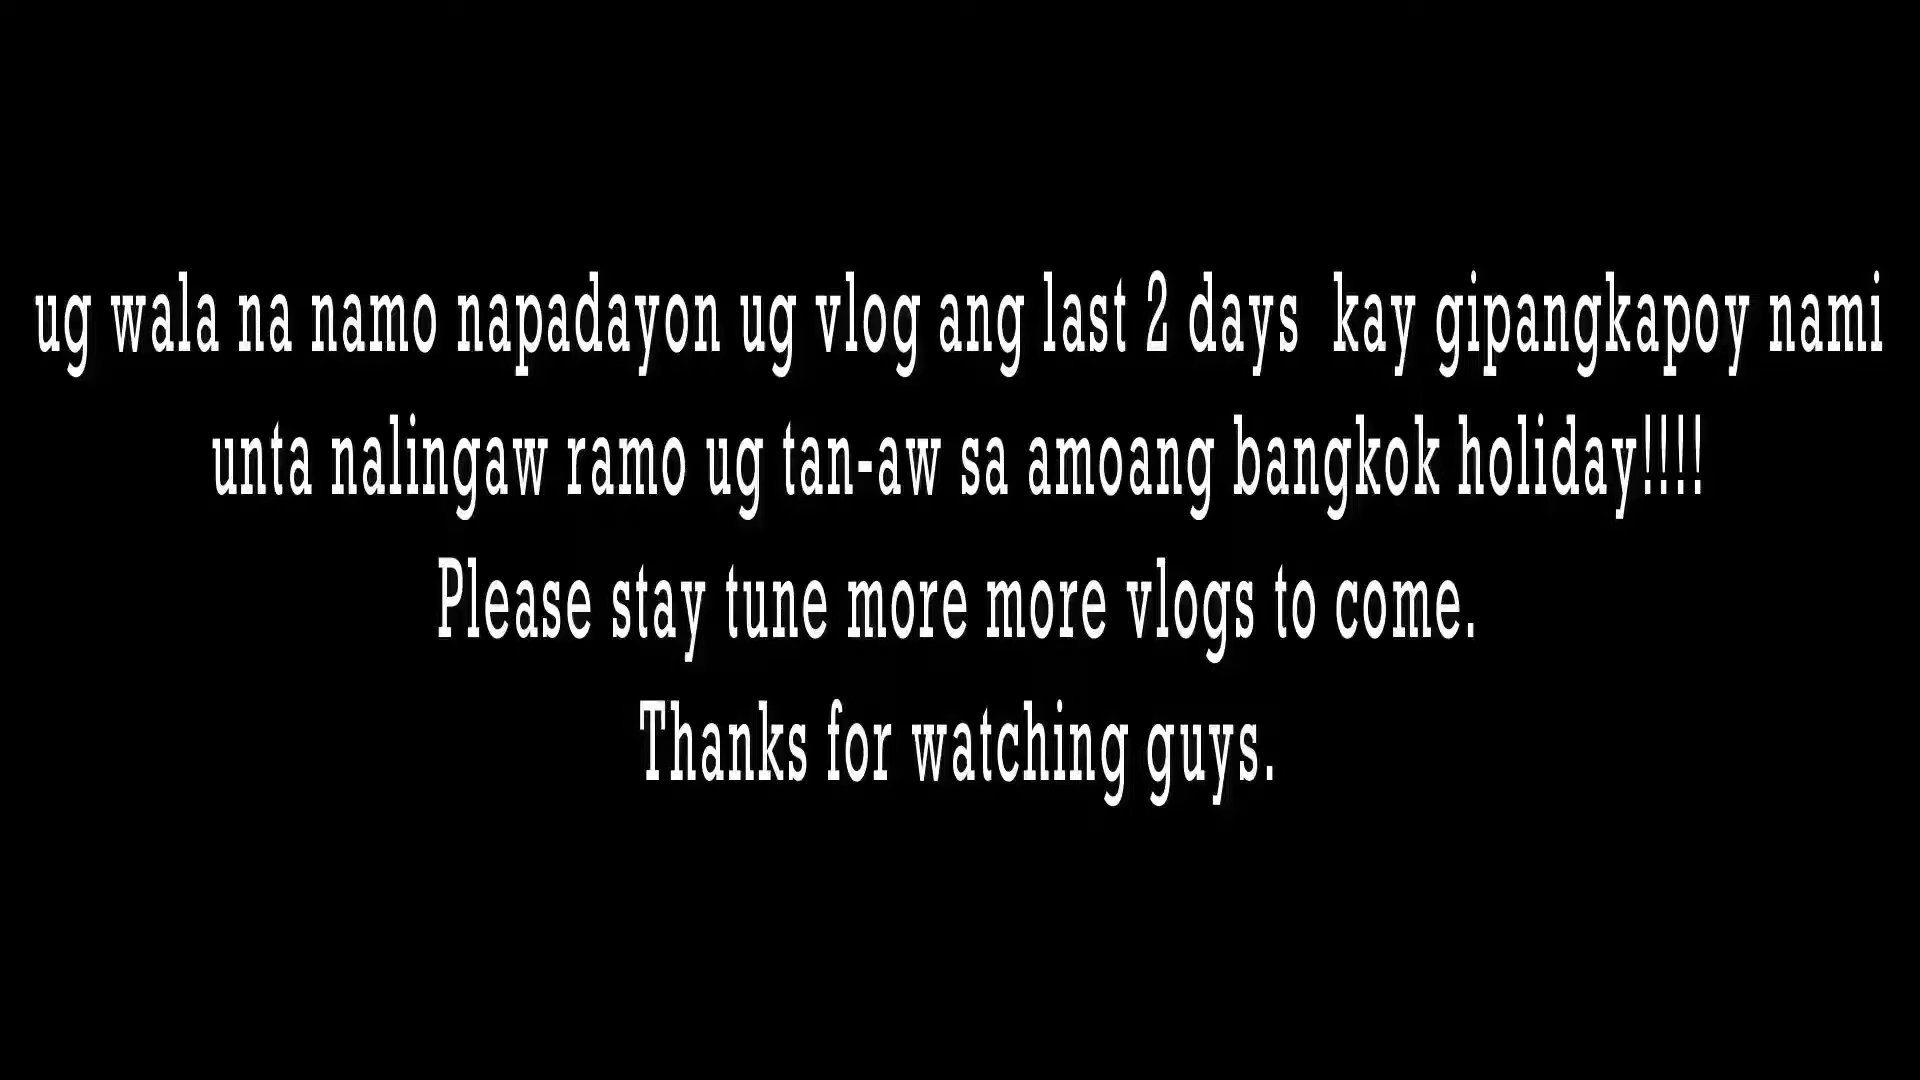 ug wala na namo napadayon ug vlog ang last 2 days  kay gipangkapoy nami
unta nalingaw ramo ug tan-aw sa amoang bangkok holiday!!!!
Please stay tune more more vlogs to come.
Thanks for watching guys.